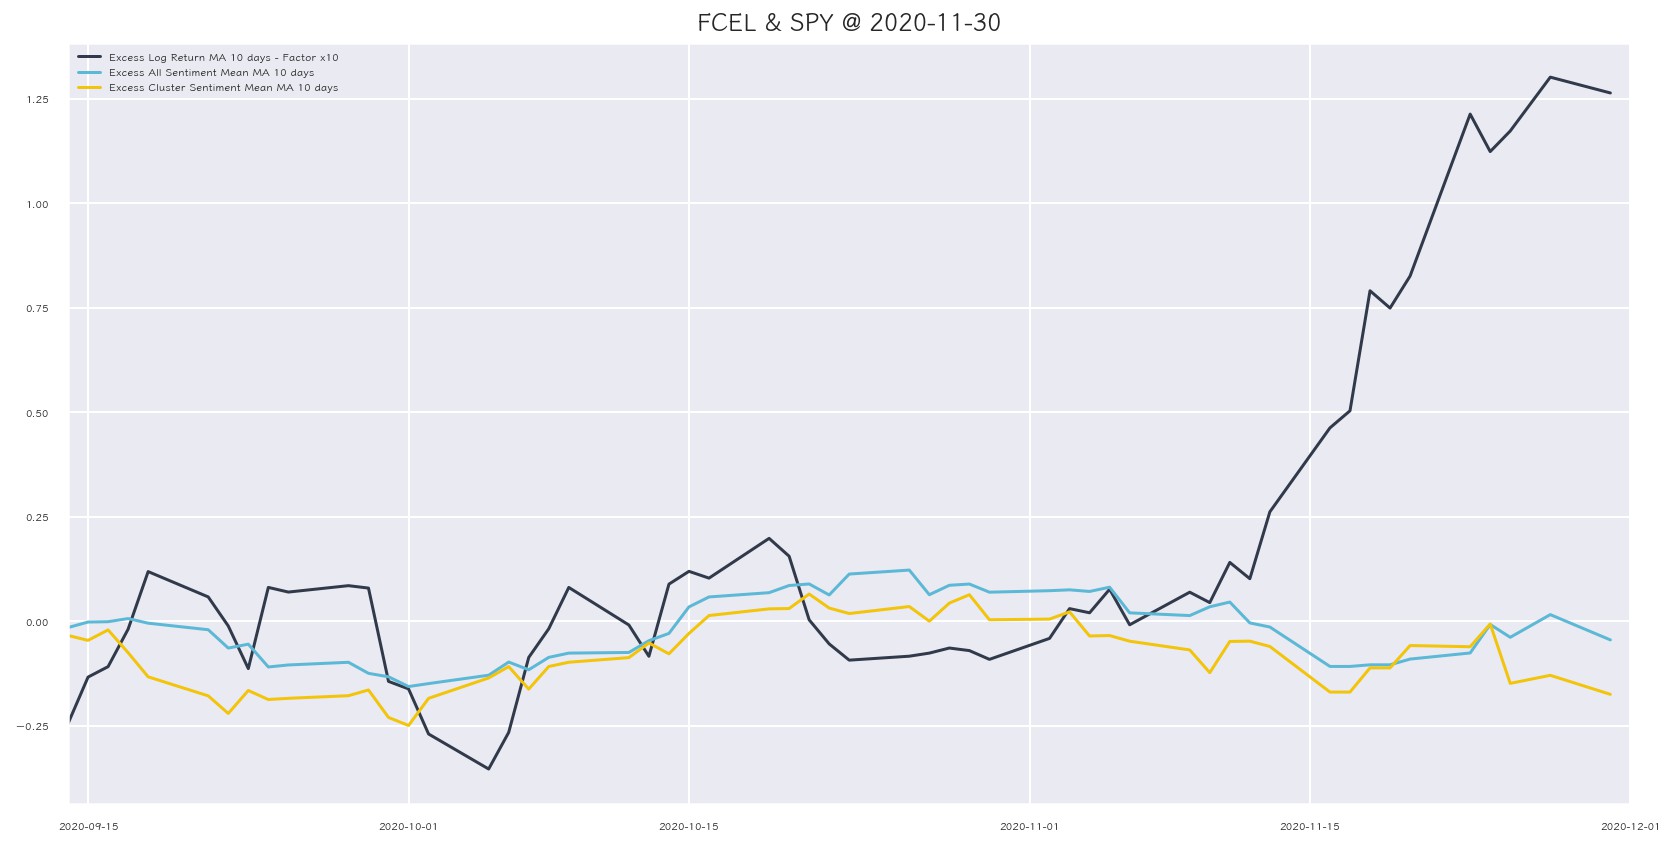 FCEL & SPY @ 2020-11-30
Excess Log Return MA 10 days - Factor x10
Excess All Sentiment Mean MA 10 days
Excess Cluster Sentiment Mean MA 10 days
1.25
1.00
0.75
0.50
0.25
0.00
−0.25
2020-09-15 2020-10-01 2020-10-15 2020-11-01 2020-11-15 2020-12-01